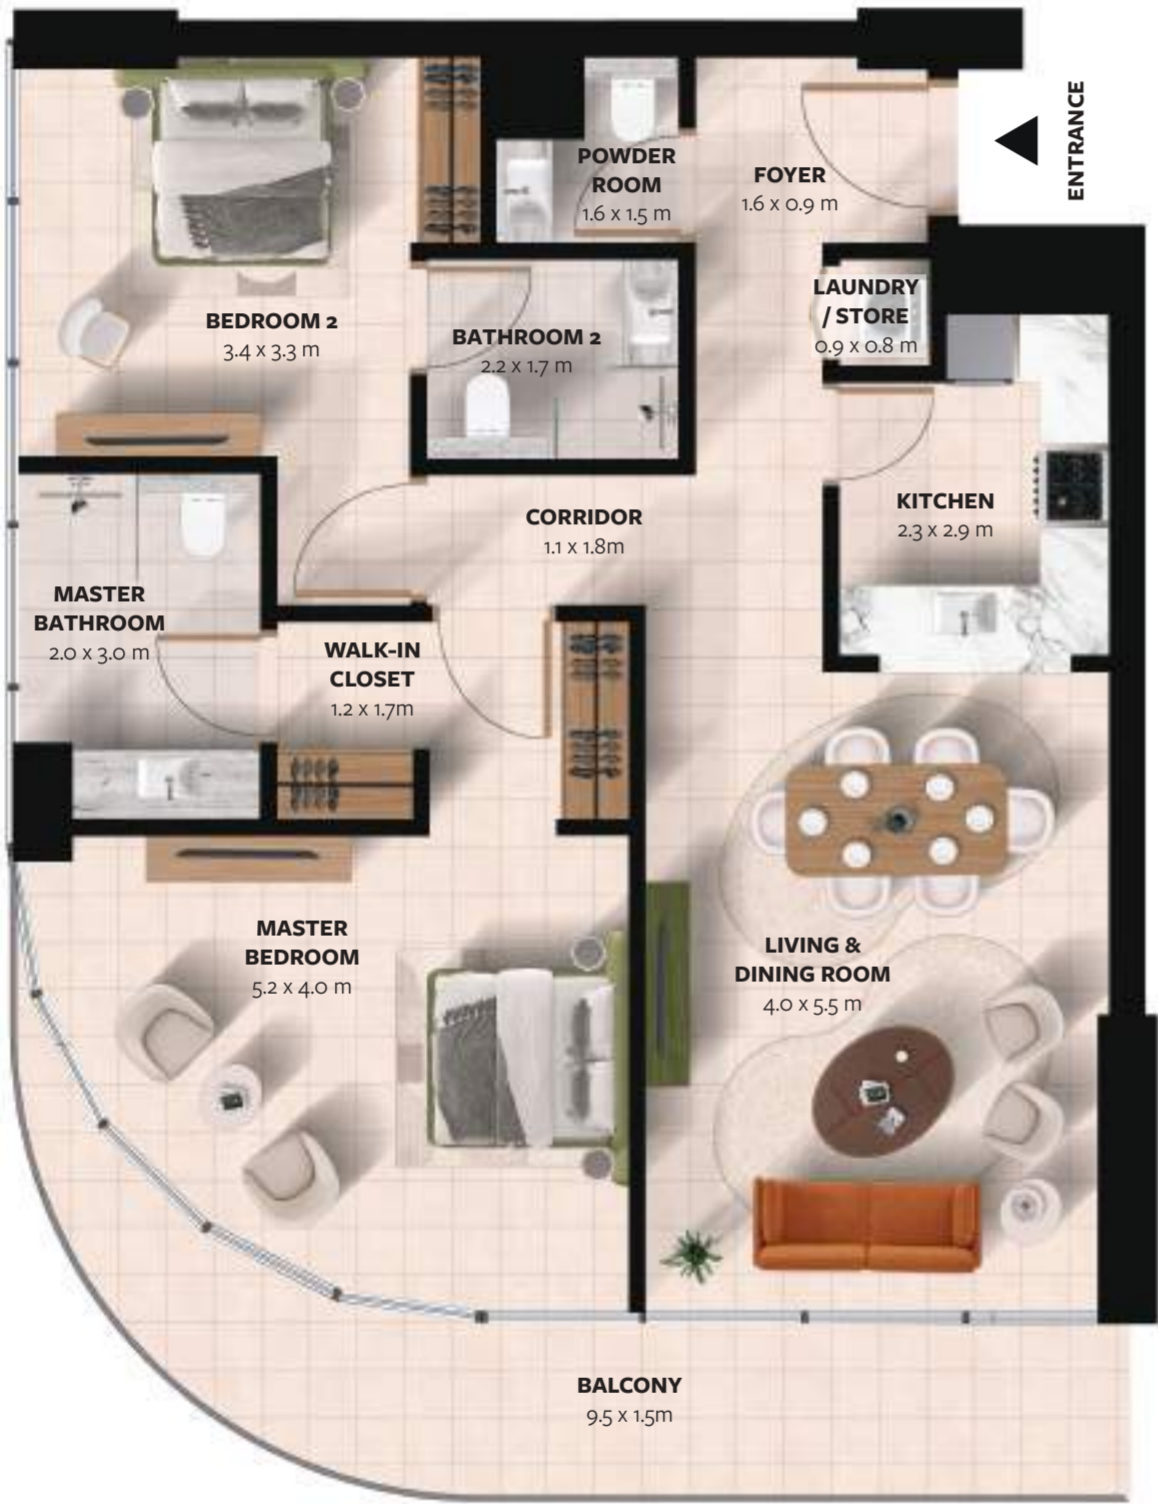 ENTRANCE
POWDER
ROOM
1.6 x 1.5 m
FOYER
1.6 x 0.9 m
LAUNDRY
/ STORE
0.9 x 0.8 m
BEDROOM 2
3.4 x 3.3 m
BATHROOM 2
2.2 x 1.7 m
KITCHEN
2.3 x 2.9 m
CORRIDOR
1.1 x 1.8m
MASTER
BATHROOM
2.0 x 3.0 m
WALK-IN
CLOSET
1.2 x 1.7m
MASTER
BEDROOM
5.2 x 4.0 m
LIVING &
DINING ROOM
4.0 x 5.5 m
BALCONY
9.5 x 1.5m